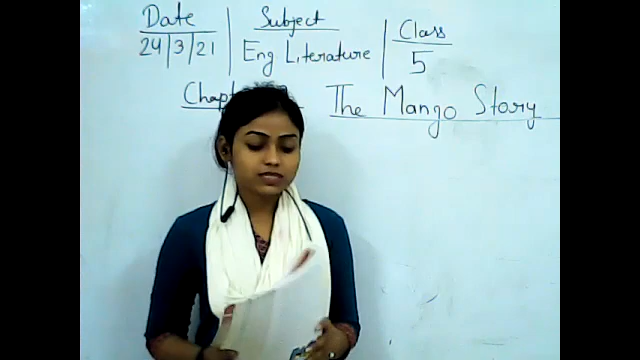 Date Subject Class
24/3/21 Eng Literature 5
The Mango Story